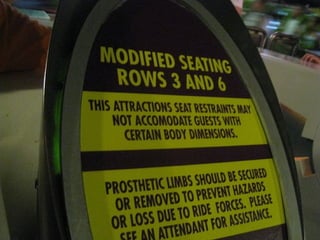 MODIFIED SEATING
ROWS 3 AND 6
THIS ATTRACTIONS SEAT RESTRAINTS MAY
NOT ACCOMODATE GUESTS WITH
CERTAIN BODY DIMENSIONS.
PROSTHETIC LIMBS SHOULD BE SECURED
OR REMOVED TO PREVENT HAZARDS
OR LOSS DUE TO RIDE FORCES. PLEASE
SEE AN ATTENDANT FOR ASSISTANCE.